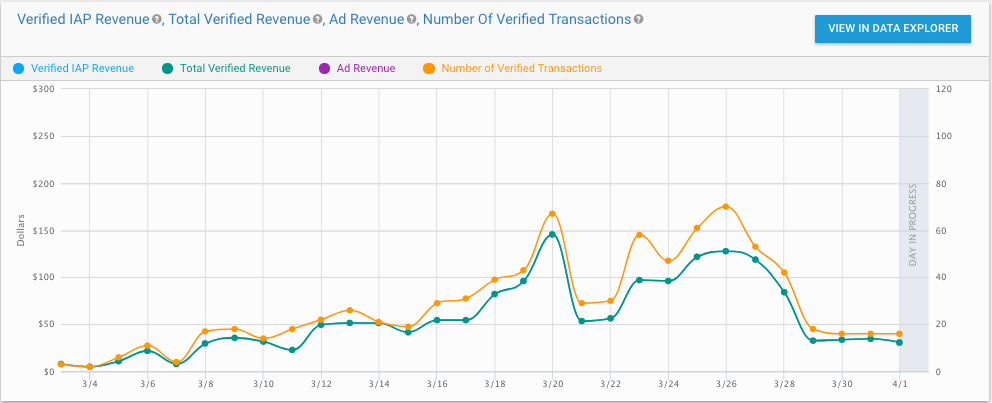 Verified IAP Revenue ?, Total Verified Revenue ?, Ad Revenue ?, Number Of Verified Transactions ?
VIEW IN DATA EXPLORER
Verified IAP Revenue Total Verified Revenue Ad Revenue Number of Verified Transactions
$300 120
$250 100
$200 80
$150 60
$100 40
$50 20
$0 0
Dollars
DAY IN PROGRESS
3/4 3/6 3/8 3/10 3/12 3/14 3/16 3/18 3/20 3/22 3/24 3/26 3/28 3/30 4/1